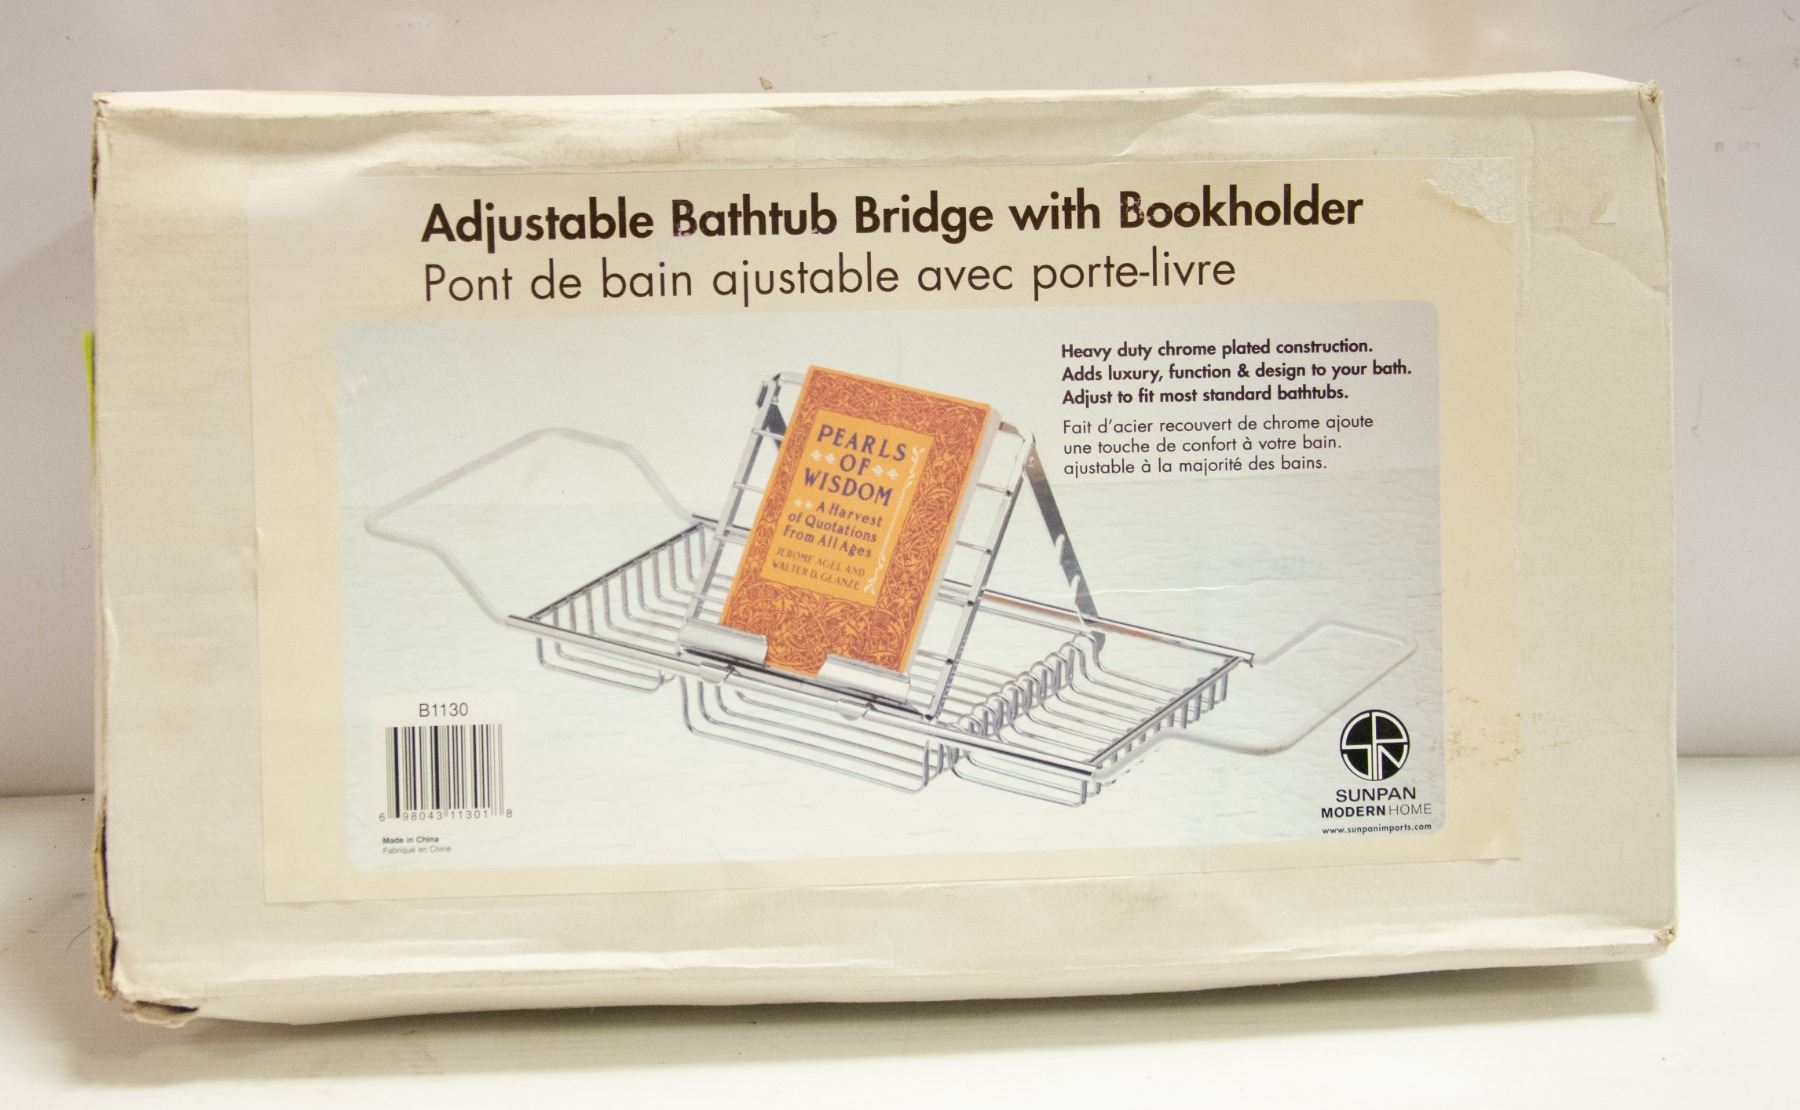 Adjustable Bathtub Bridge with Bookholder
Pont de bain ajustable avec porte-livre
Heavy duty chrome plated construction.
Adds luxury, function & design to your bath.
Adjust to fit most standard bathtubs.
Fait d'acier recouvert de chrome ajoute
une touche de confort à votre bain.
ajustable à la majorité des bains.
PEARLS
OF
WISDOM
A Harvest
of Quotations
From All Ages
JEROME AGEL AND
WALTER D. GLANZE
B1130
6 98043 11301 8
Made in China
Fabriqué en Chine
SUNPAN
MODERN HOME
www.sunpanimports.com